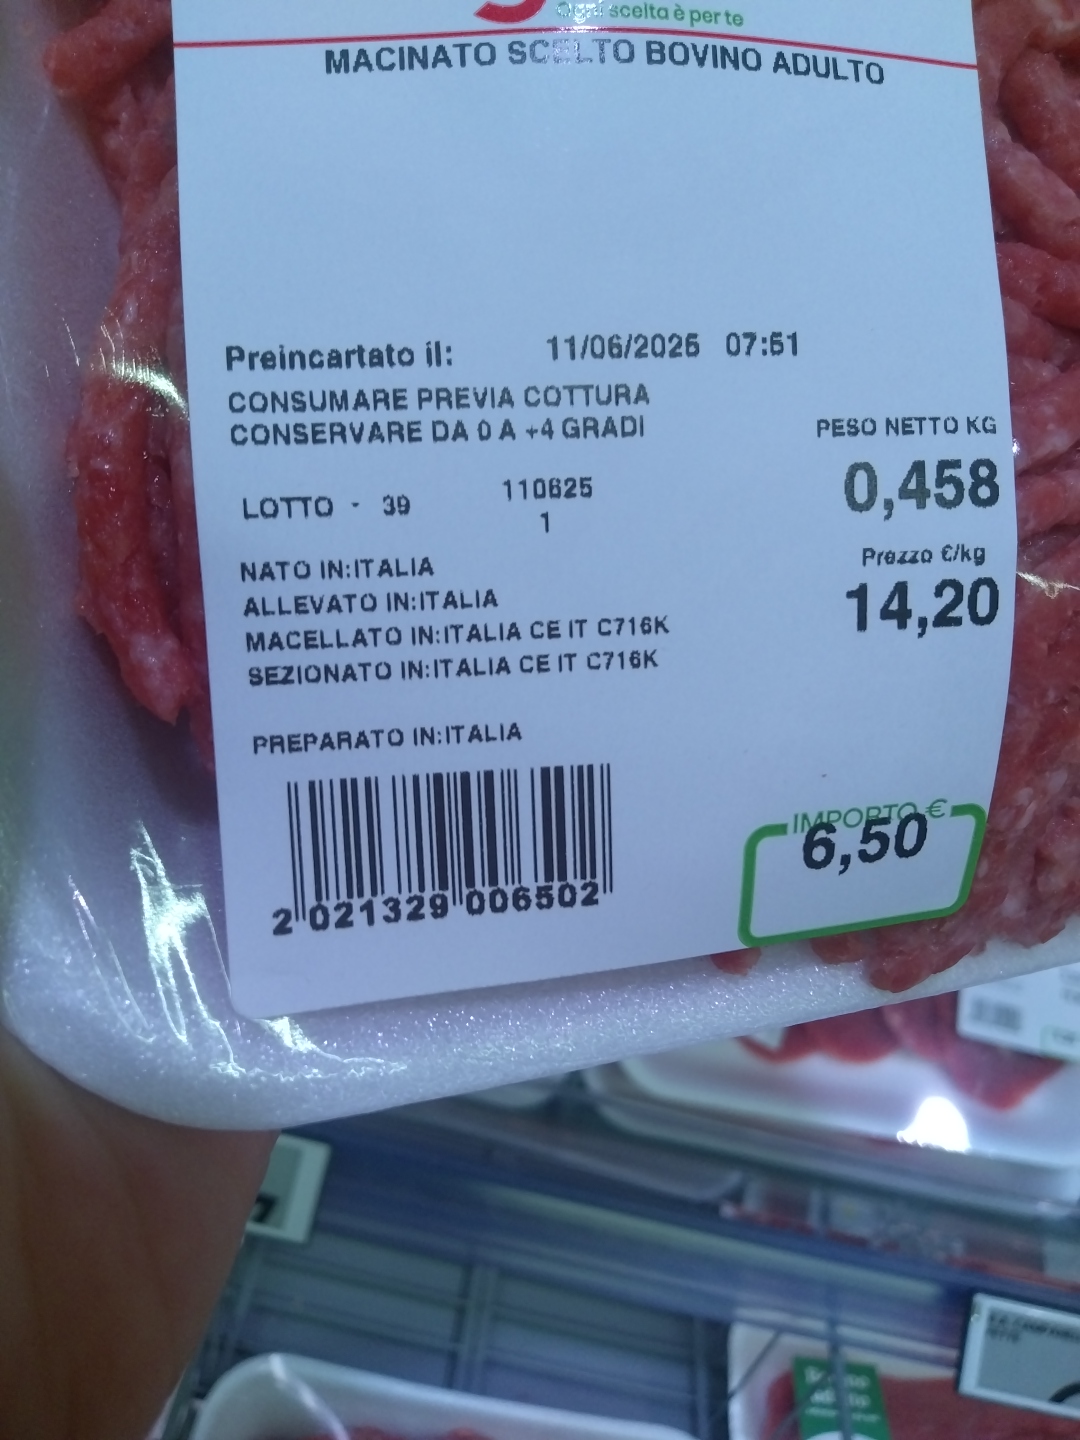 Ogni scelta è per te
MACINATO SCELTO BOVINO ADULTO
Preincartato il: 11/06/2025 07:51
CONSUMARE PREVIA COTTURA
CONSERVARE DA 0 A +4 GRADI
PESO NETTO KG
0,458
LOTTO - 39 110625
1
Prezzo €/kg
14,20
NATO IN:ITALIA
ALLEVATO IN:ITALIA
MACELLATO IN:ITALIA CE IT C716K
SEZIONATO IN:ITALIA CE IT C716K
PREPARATO IN:ITALIA
IMPORTO €
6,50
2 021329 006502